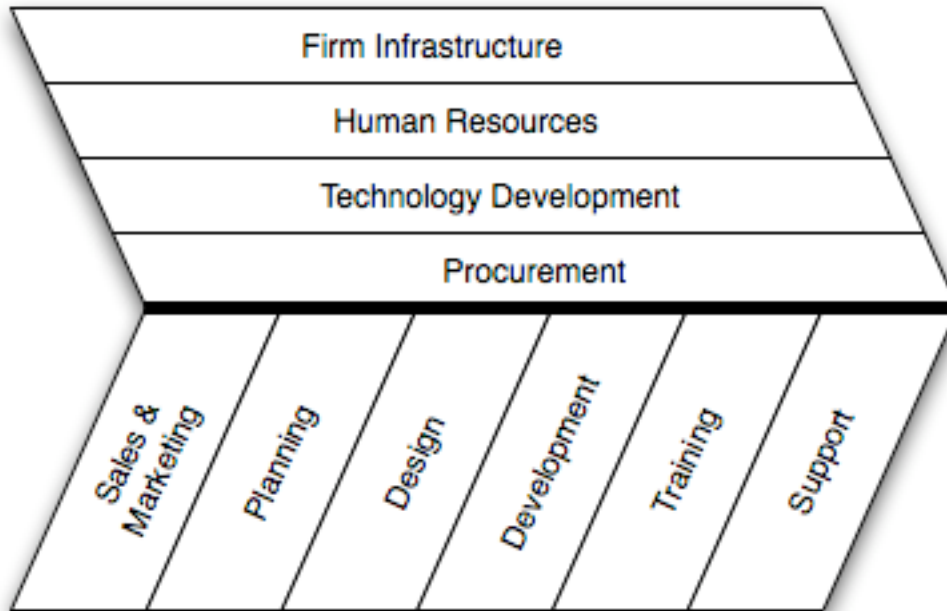 Firm Infrastructure
Human Resources
Technology Development
Procurement
Sales &
Marketing
Planning
Design
Development
Training
Support